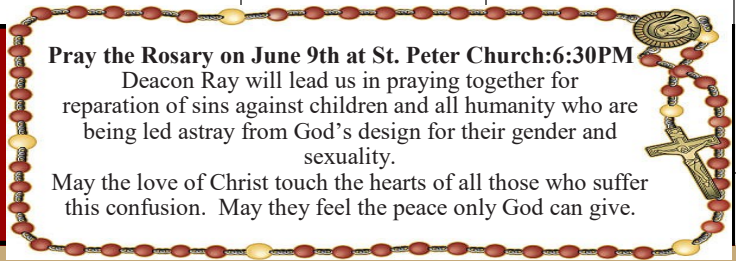 Pray the Rosary on June 9th at St. Peter Church:6:30PM
Deacon Ray will lead us in praying together for
reparation of sins against children and all humanity who are
being led astray from God’s design for their gender and
sexuality.
May the love of Christ touch the hearts of all those who suffer
this confusion.  May they feel the peace only God can give.